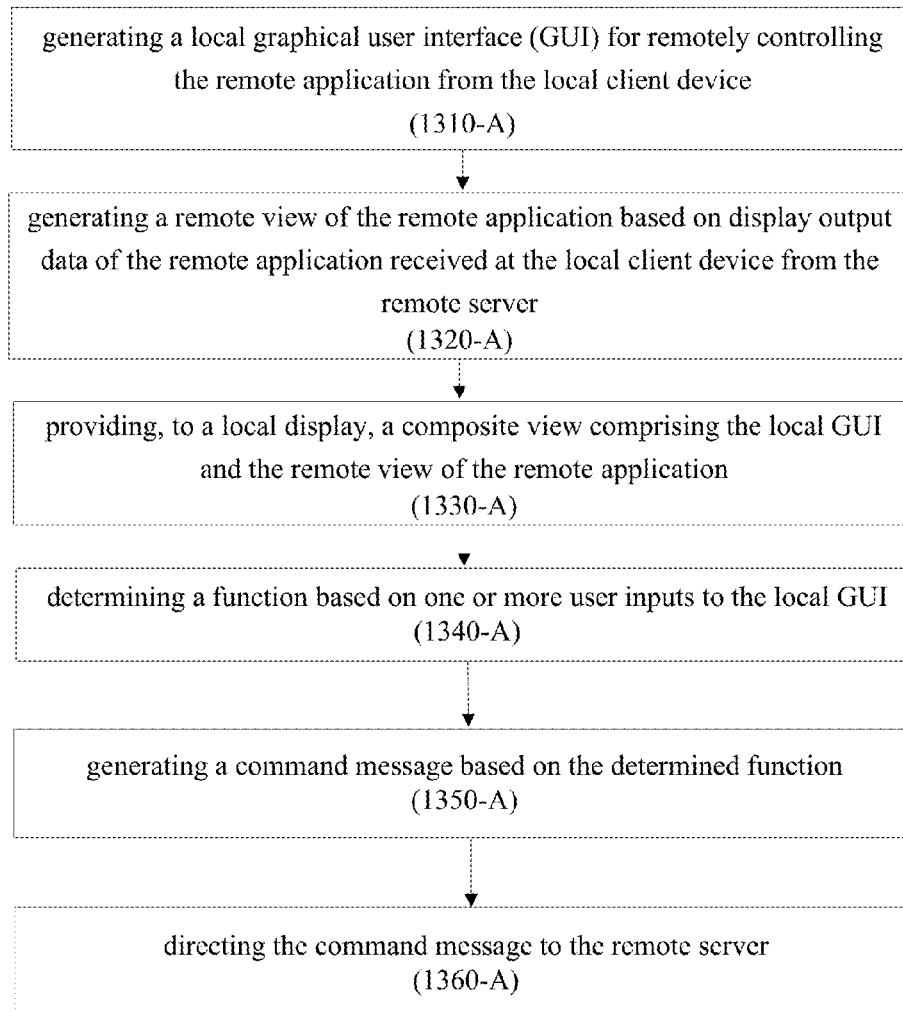 generating a local graphical user interface (GUI) for remotely controlling
the remote application from the local client device
(1310-A)
generating a remote view of the remote application based on display output
data of the remote application received at the local client device from the
remote server
(1320-A)
providing, to a local display, a composite view comprising the local GUI
and the remote view of the remote application
(1330-A)
determining a function based on one or more user inputs to the local GUI
(1340-A)
generating a command message based on the determined function
(1350-A)
directing the command message to the remote server
(1360-A)